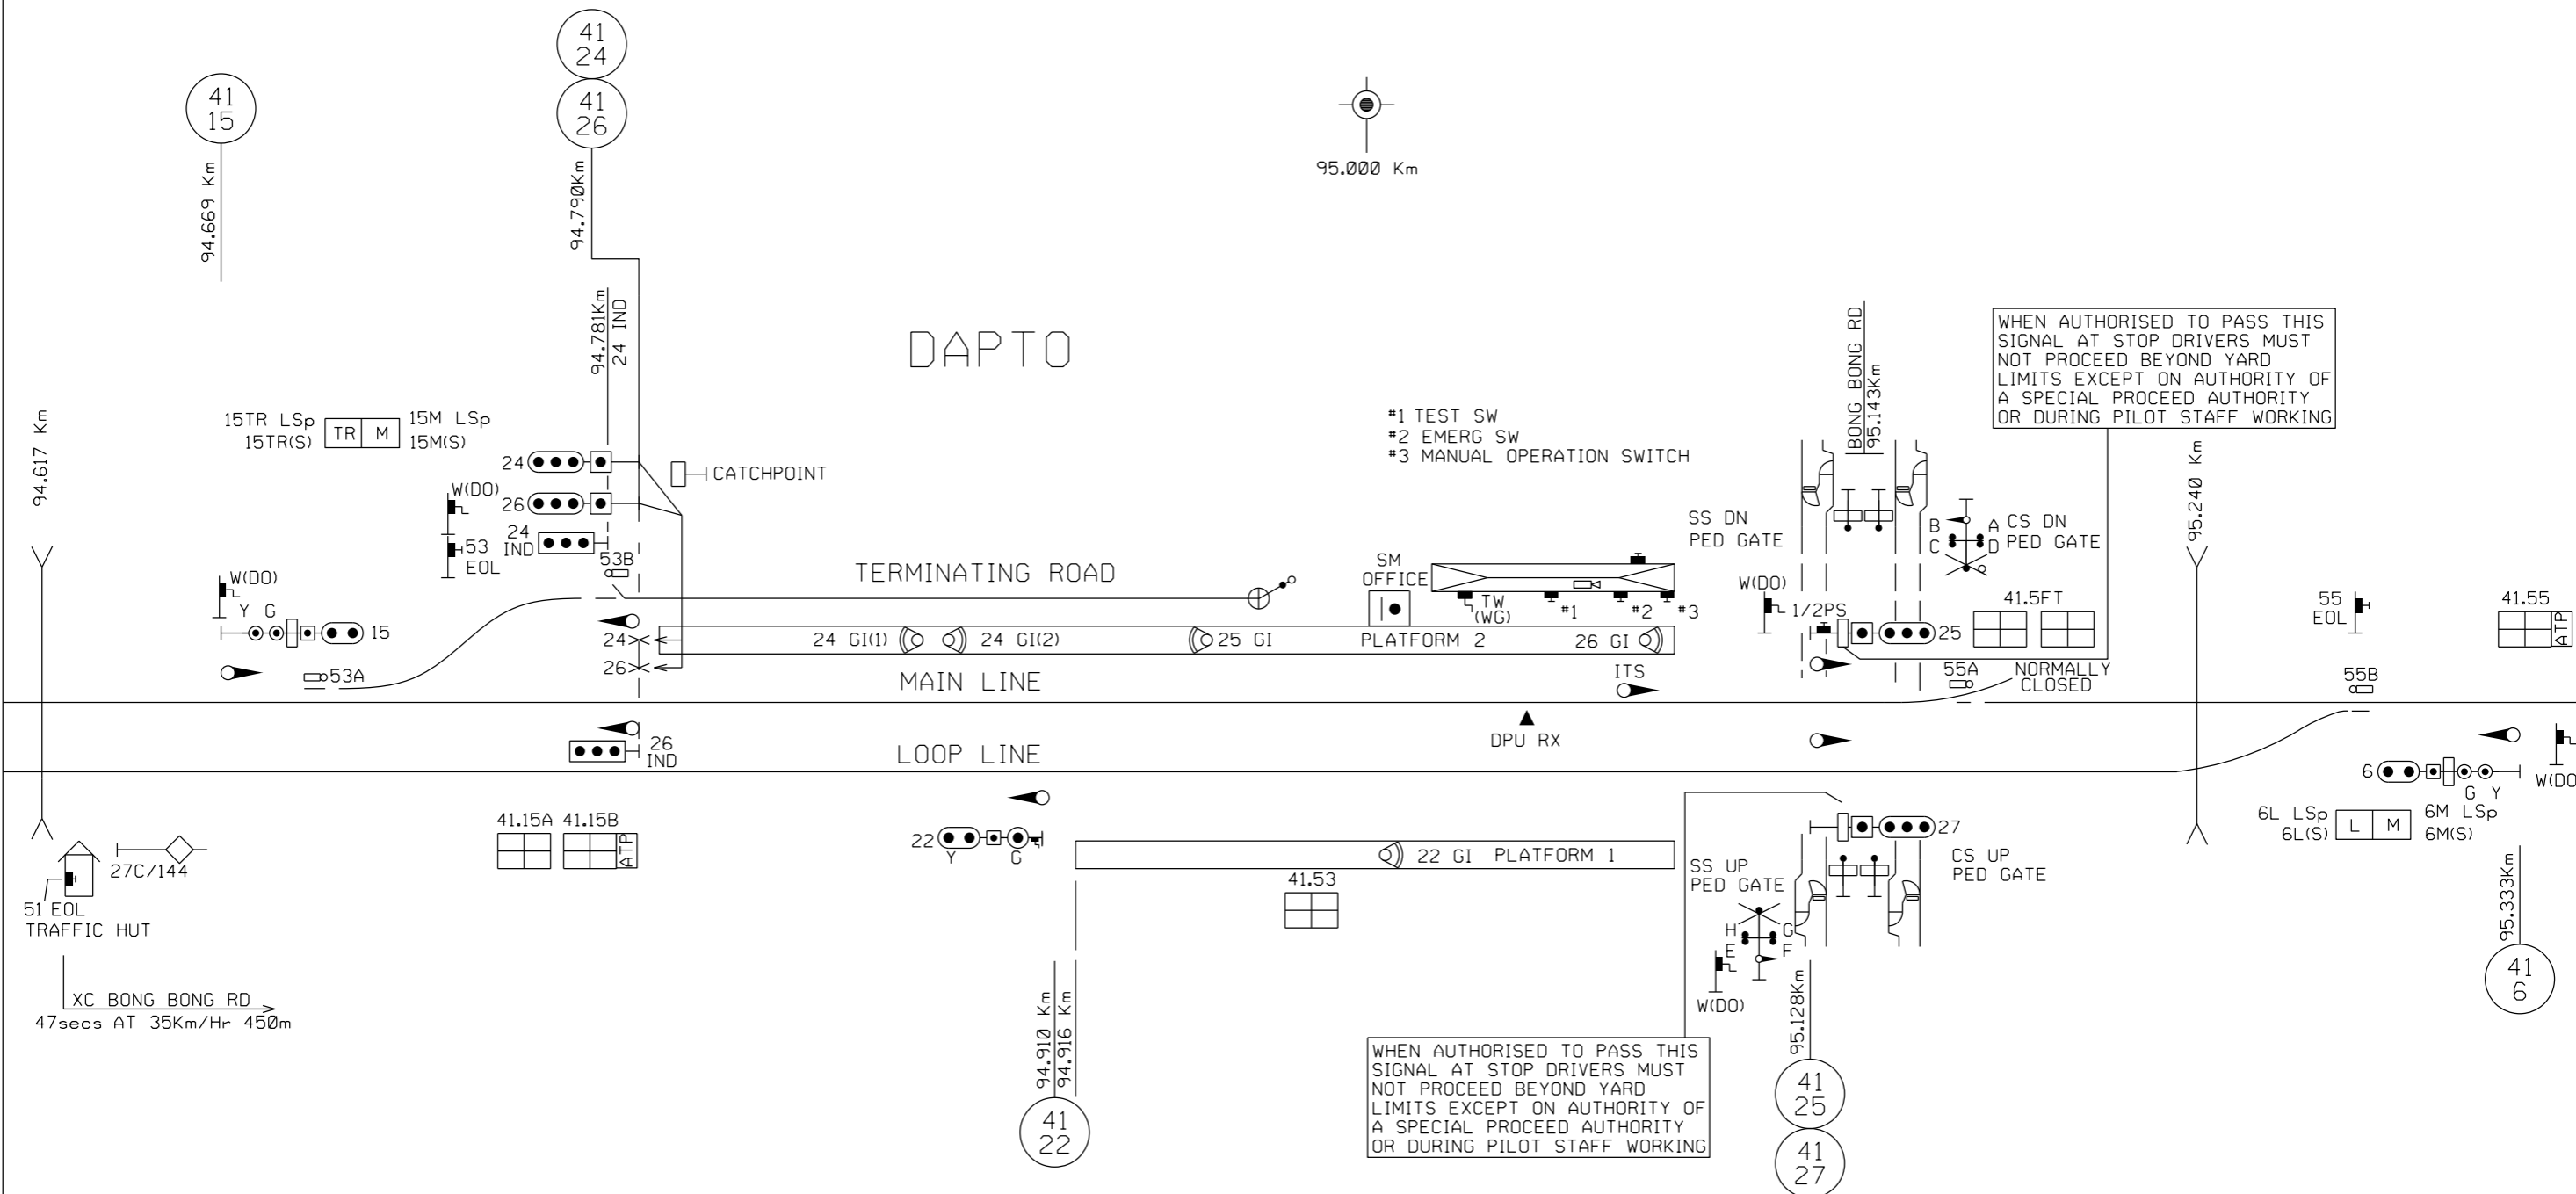 41
24
41
26
41
15
94.669 Km
94.790Km
94.781Km
24 IND
95.000 Km
DAPTO
WHEN AUTHORISED TO PASS THIS
SIGNAL AT STOP DRIVERS MUST
NOT PROCEED BEYOND YARD
LIMITS EXCEPT ON AUTHORITY OF
A SPECIAL PROCEED AUTHORITY
OR DURING PILOT STAFF WORKING
BONG BONG RD
95.143Km
94.617 Km
95.240 Km
15TR LSp
15TR(S)
TR M
15M LSp
15M(S)
#1 TEST SW
#2 EMERG SW
#3 MANUAL OPERATION SWITCH
24
CATCHPOINT
W(DO)
26
24
IND
53
EOL
53B
SS DN
PED GATE
B A
C D
CS DN
PED GATE
W(DO)
Y G
15
53A
TERMINATING ROAD
SM
OFFICE
TW
(WG)
#1
#2
#3
W(DO)
1/2PS
25
41.5FT
55
EOL
41.55
ATP
24
26
24 GI(1)
24 GI(2)
25 GI
PLATFORM 2
26 GI
ITS
55A
NORMALLY
CLOSED
55B
MAIN LINE
DPU RX
26
IND
LOOP LINE
6
G Y
W(DO
6L LSp
6L(S)
L M
6M LSp
6M(S)
41.15A 41.15B
ATP
22
Y G
22 GI PLATFORM 1
41.53
27
SS UP
PED GATE
CS UP
PED GATE
H G
E F
W(DO)
27C/144
51 EOL
TRAFFIC HUT
XC BONG BONG RD
47secs AT 35Km/Hr 450m
94.910 Km
94.916 Km
41
22
WHEN AUTHORISED TO PASS THIS
SIGNAL AT STOP DRIVERS MUST
NOT PROCEED BEYOND YARD
LIMITS EXCEPT ON AUTHORITY OF
A SPECIAL PROCEED AUTHORITY
OR DURING PILOT STAFF WORKING
95.128Km
41
25
41
27
95.333Km
41
6